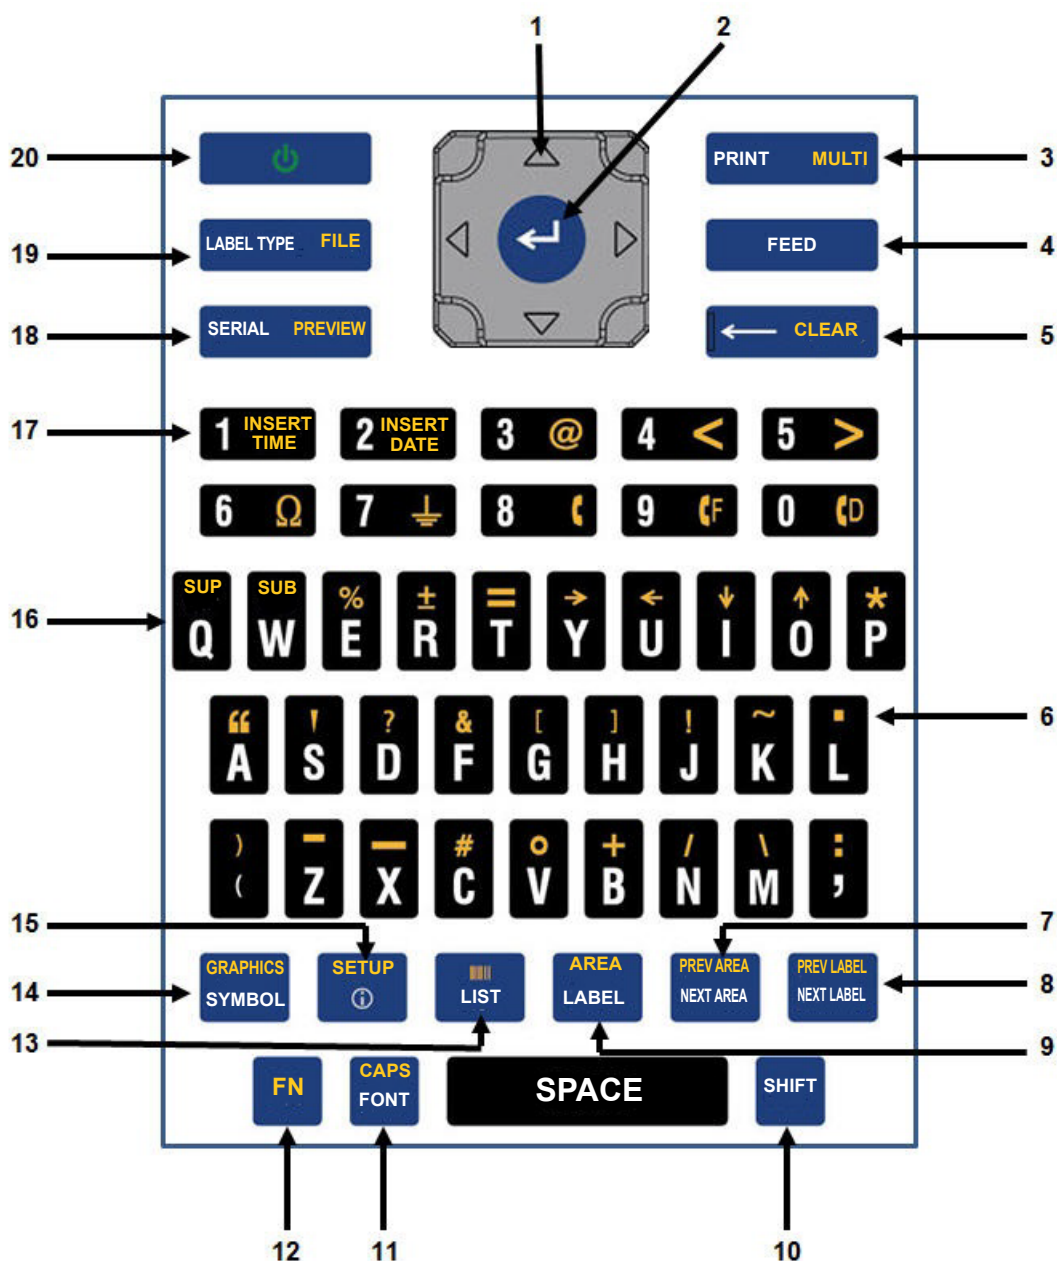 1 2
20 PRINT MULTI 3
19 LABEL TYPE FILE FEED 4
18 SERIAL PREVIEW ← CLEAR 5
17 1 INSERT TIME 2 INSERT DATE 3 @ 4 < 5 >
6 Ω 7 ⏚ 8 9 F 0 D
SUP SUB % ± = → ← ↓ ↑ *
16 Q W E R T Y U I O P
“ ' ? & [ ] ! ~ . 6
A S D F G H J K L
) - — # ° + / \ :
( Z X C V B N M ;
15 7
GRAPHICS SETUP AREA PREV AREA PREV LABEL
14 SYMBOL LIST LABEL NEXT AREA NEXT LABEL 8
13 9
FN CAPS FONT SPACE SHIFT
12 11 10